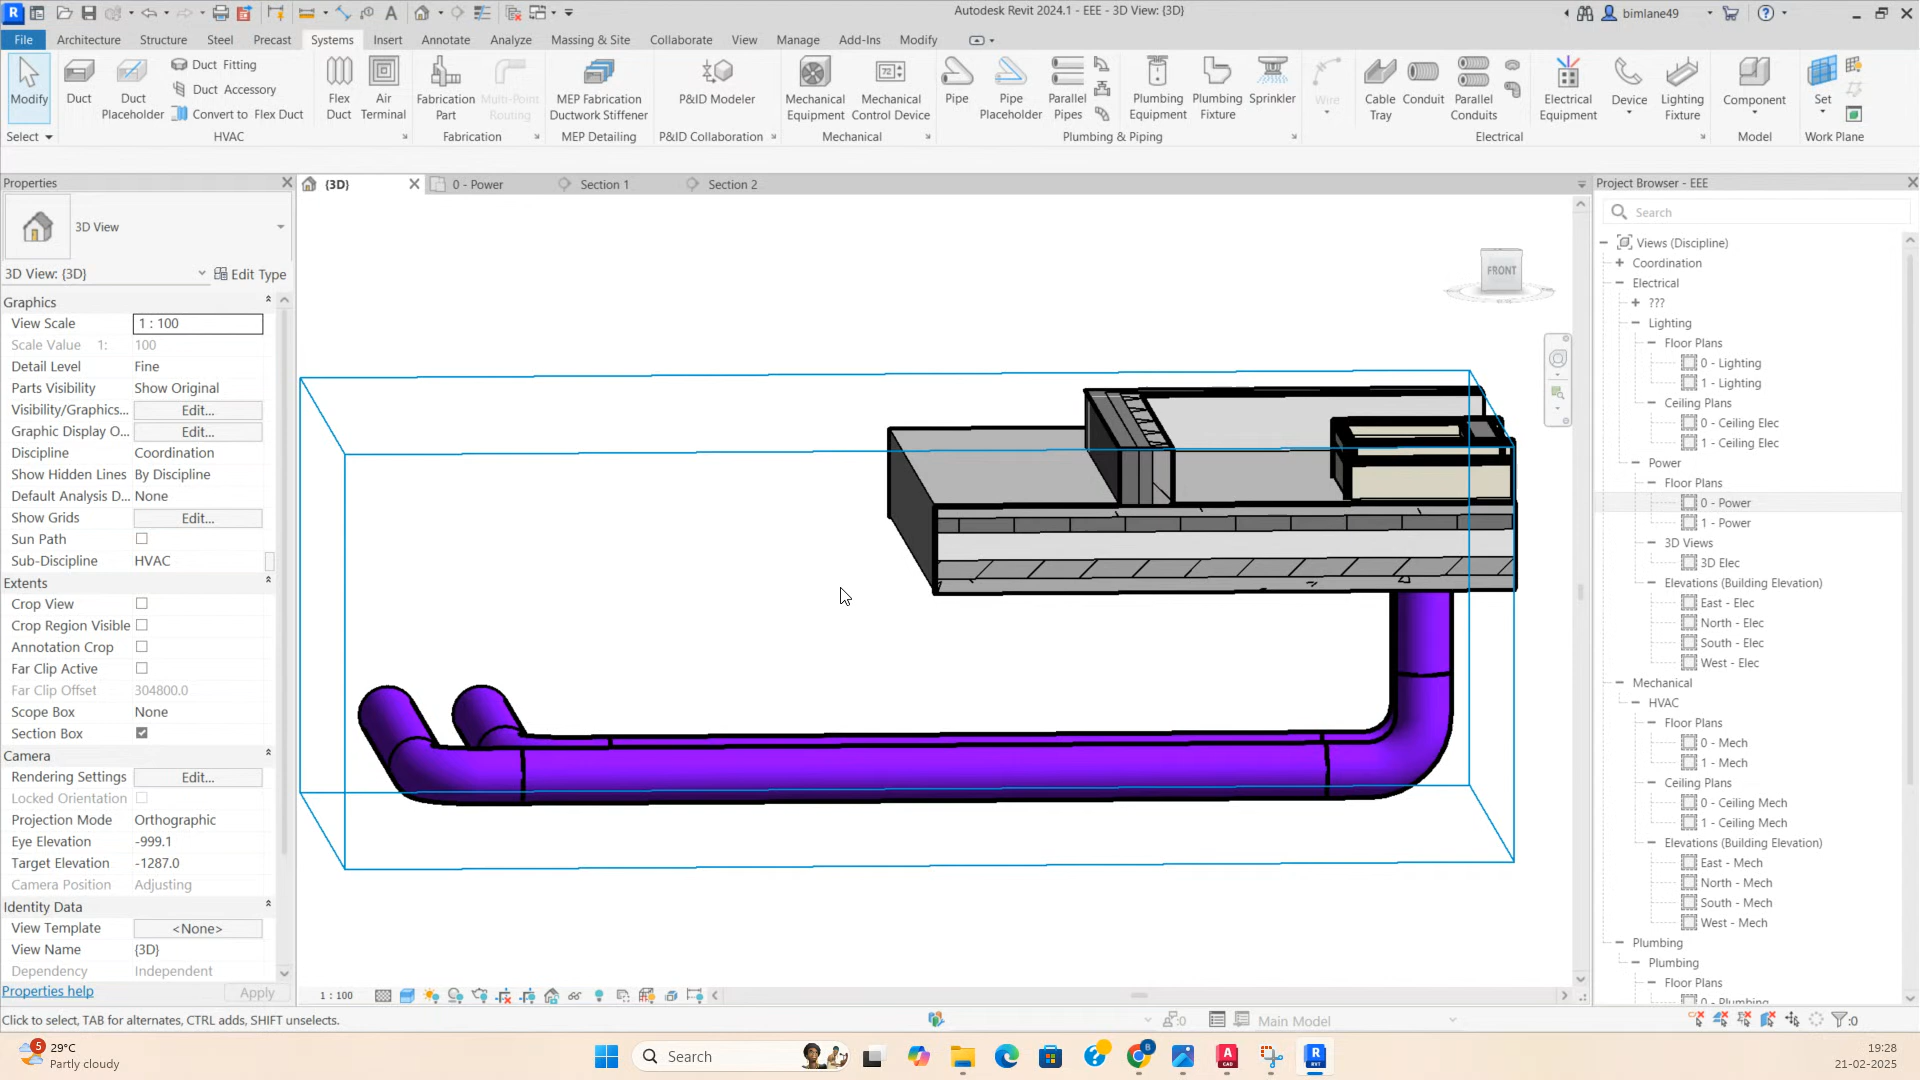 Autodesk Revit 2024.1 - EEE - 3D View: {3D}
bimlane49
File Architecture Structure Steel Precast Systems Insert Annotate Analyze Massing & Site Collaborate View Manage Add-Ins Modify
Modify
Select
Duct
Duct Placeholder
Duct Fitting
Duct Accessory
Convert to Flex Duct
Flex Duct
Air Terminal
HVAC
Fabrication Part
Multi-Point Routing
Fabrication
MEP Fabrication Ductwork Stiffener
MEP Detailing
P&ID Modeler
P&ID Collaboration
Mechanical Equipment
Mechanical Control Device
Mechanical
Pipe
Pipe Placeholder
Parallel Pipes
Plumbing Equipment
Plumbing Fixture
Sprinkler
Plumbing & Piping
Wire
Cable Tray
Conduit
Parallel Conduits
Electrical Equipment
Device
Lighting Fixture
Electrical
Component
Model
Set
Work Plane
Properties
3D View
3D View: {3D} Edit Type
Graphics
View Scale 1 : 100
Scale Value 1: 100
Detail Level Fine
Parts Visibility Show Original
Visibility/Graphics... Edit...
Graphic Display O... Edit...
Discipline Coordination
Show Hidden Lines By Discipline
Default Analysis D... None
Show Grids Edit...
Sun Path
Sub-Discipline HVAC
Extents
Crop View
Crop Region Visible
Annotation Crop
Far Clip Active
Far Clip Offset 304800.0
Scope Box None
Section Box
Camera
Rendering Settings Edit...
Locked Orientation
Projection Mode Orthographic
Eye Elevation -999.1
Target Elevation -1287.0
Camera Position Adjusting
Identity Data
View Template <None>
View Name {3D}
Dependency Independent
Properties help Apply
{3D} 0 - Power Section 1 Section 2
FRONT
1 : 100
Project Browser - EEE
Search
Views (Discipline)
Coordination
Electrical
???
Lighting
Floor Plans
0 - Lighting
1 - Lighting
Ceiling Plans
0 - Ceiling Elec
1 - Ceiling Elec
Power
Floor Plans
0 - Power
1 - Power
3D Views
3D Elec
Elevations (Building Elevation)
East - Elec
North - Elec
South - Elec
West - Elec
Mechanical
HVAC
Floor Plans
0 - Mech
1 - Mech
Ceiling Plans
0 - Ceiling Mech
1 - Ceiling Mech
Elevations (Building Elevation)
East - Mech
North - Mech
South - Mech
West - Mech
Plumbing
Plumbing
Floor Plans
0 - Plumbing
Click to select, TAB for alternates, CTRL adds, SHIFT unselects.
:0
Main Model
:0
5
29°C
Partly cloudy
Search
19:28
21-02-2025